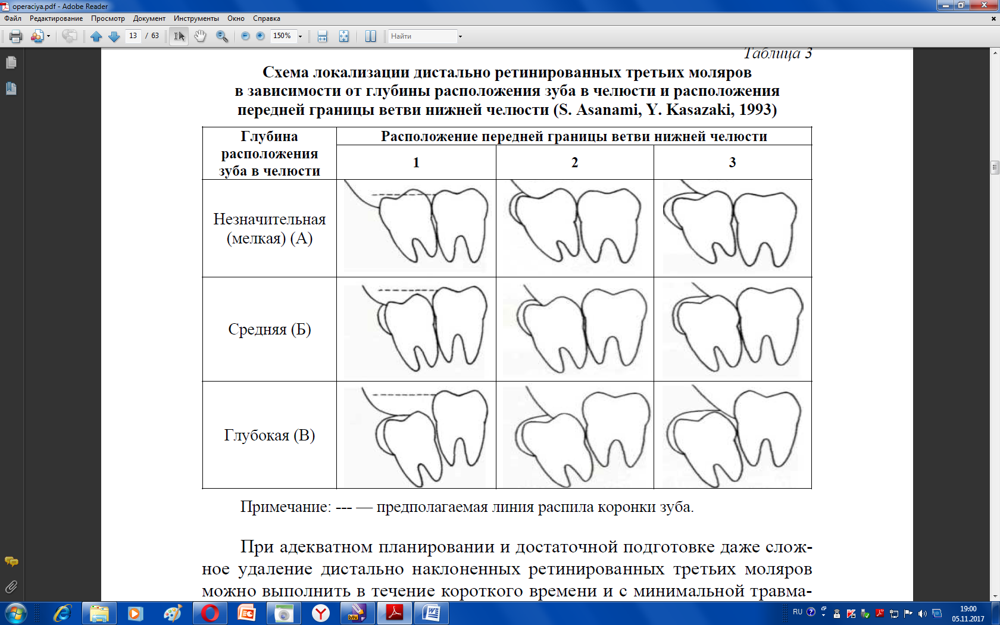 operaciya.pdf - Adobe Reader
Файл Редактирование Просмотр Документ Инструменты Окно Справка
13 / 63 150% Найти
Таблица 3
Схема локализации дистально ретинированных третьих моляров
в зависимости от глубины расположения зуба в челюсти и расположения
передней границы ветви нижней челюсти (S. Asanami, Y. Kasazaki, 1993)
Глубина
расположения
зуба в челюсти
Расположение передней границы ветви нижней челюсти
1 2 3
Незначительная
(мелкая) (А)
Средняя (Б)
Глубокая (В)
Примечание: --- — предполагаемая линия распила коронки зуба.
При адекватном планировании и достаточной подготовке даже слож-
ное удаление дистально наклоненных ретинированных третьих моляров
можно выполнить в течение короткого времени и с минимальной травма-
RU
19:00
05.11.2017